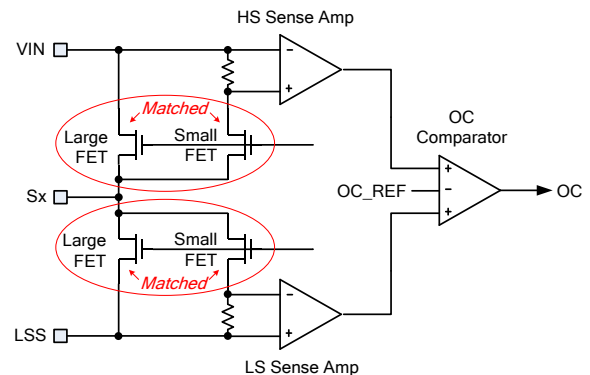 HS Sense Amp
VIN
−
+
Matched
Large
FET
Small
FET
OC
Comparator
+
OC_REF
−
+
OC
Sx
Large
FET
Small
FET
Matched
−
+
LSS
LS Sense Amp